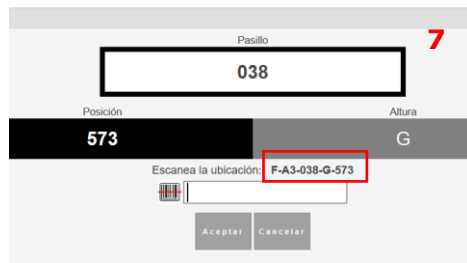 Pasillo
7
038
Posición Altura
573 G
Escanea la ubicación: F-A3-038-G-573
Aceptar Cancelar